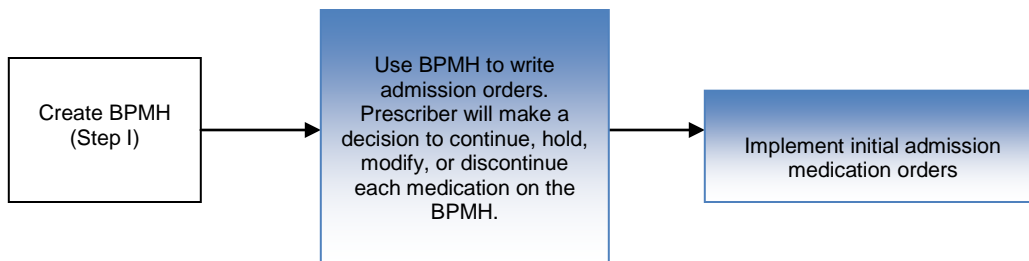 Create BPMH
(Step I)
Use BPMH to write
admission orders.
Prescriber will make a
decision to continue, hold,
modify, or discontinue
each medication on the
BPMH.
Implement initial admission
medication orders